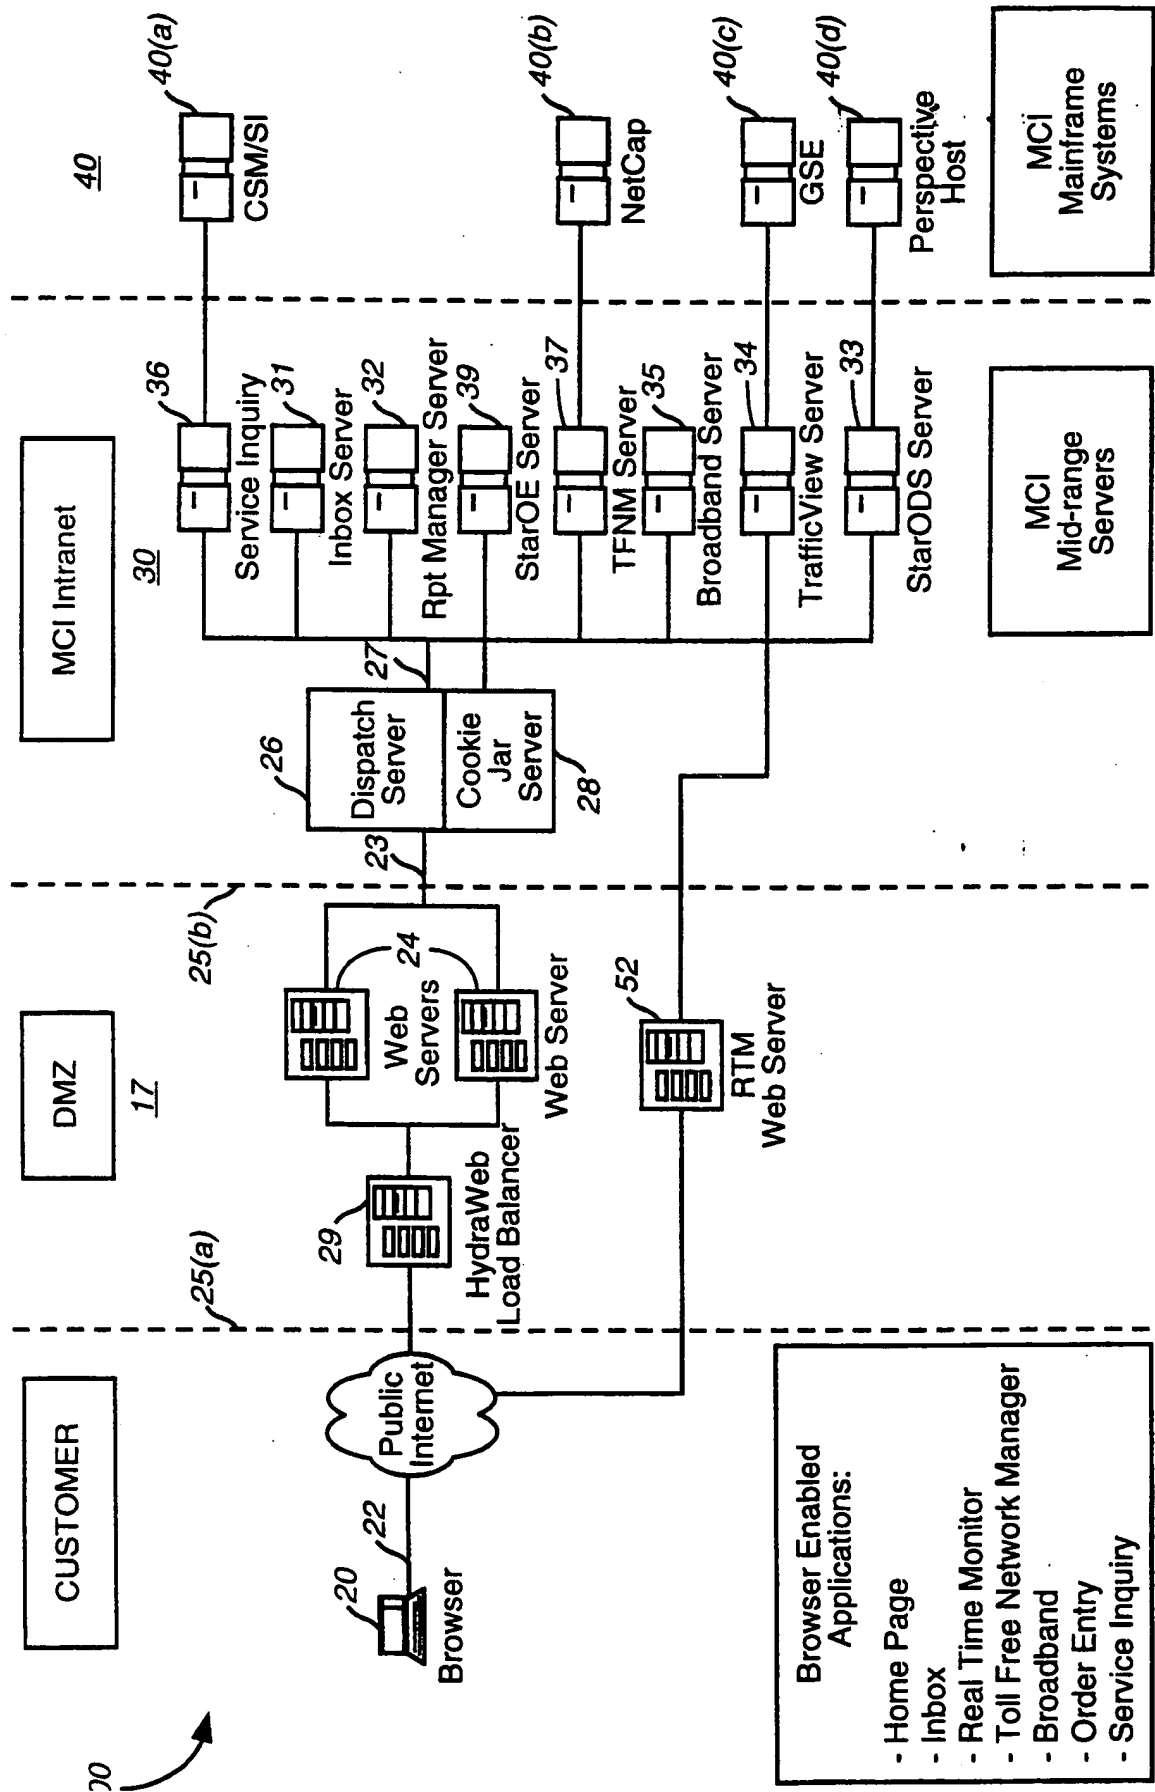 CUSTOMER
DMZ
MCI Intranet
17
30
40
00
25(a)
25(b)
20
Browser
22
Public
Internet
29
HydraWeb
Load Balancer
24
Web
Servers
Web Server
52
RTM
Web Server
23
26
Dispatch
Server
Cookie
Jar
Server
28
27
36
Service Inquiry
31
Inbox Server
32
Rpt Manager Server
39
StarOE Server
37
TFNM Server
35
Broadband Server
34
TrafficView Server
33
StarODS Server
40(a)
CSM/SI
40(b)
NetCap
40(c)
GSE
40(d)
Perspective
Host
Browser Enabled
Applications:
- Home Page
- Inbox
- Real Time Monitor
- Toll Free Network Manager
- Broadband
- Order Entry
- Service Inquiry
MCI
Mid-range
Servers
MCI
Mainframe
Systems